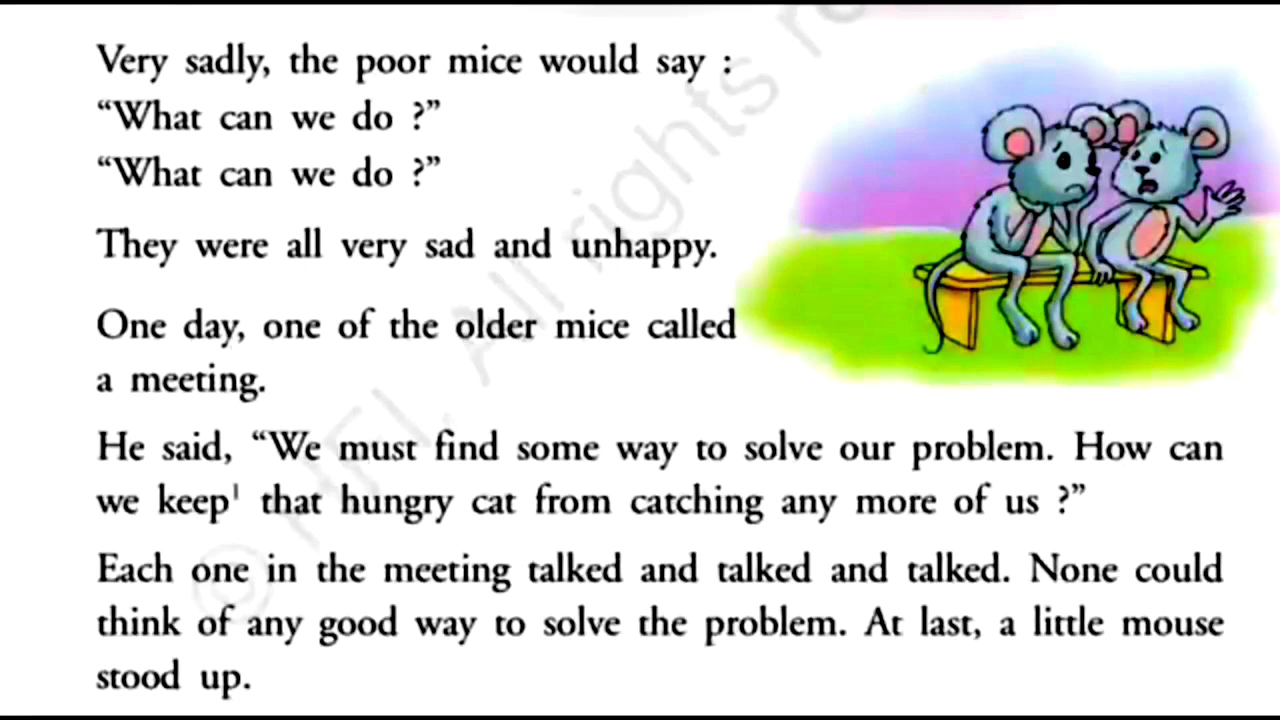 Very sadly, the poor mice would say :
“What can we do ?”
“What can we do ?”
They were all very sad and unhappy.
One day, one of the older mice called
a meeting.
He said, “We must find some way to solve our problem. How can
we keep¹ that hungry cat from catching any more of us ?”
Each one in the meeting talked and talked and talked. None could
think of any good way to solve the problem. At last, a little mouse
stood up.
All rights